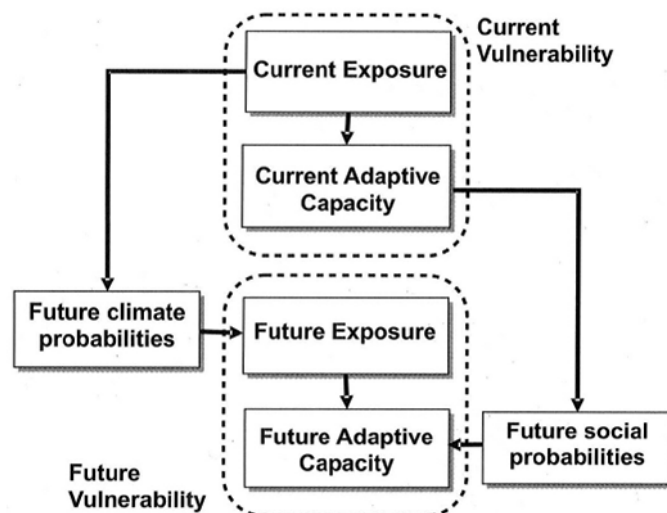 Current
Vulnerability
Current Exposure
Current Adaptive
Capacity
Future climate
probabilities
Future Exposure
Future Adaptive
Capacity
Future social
probabilities
Future
Vulnerability